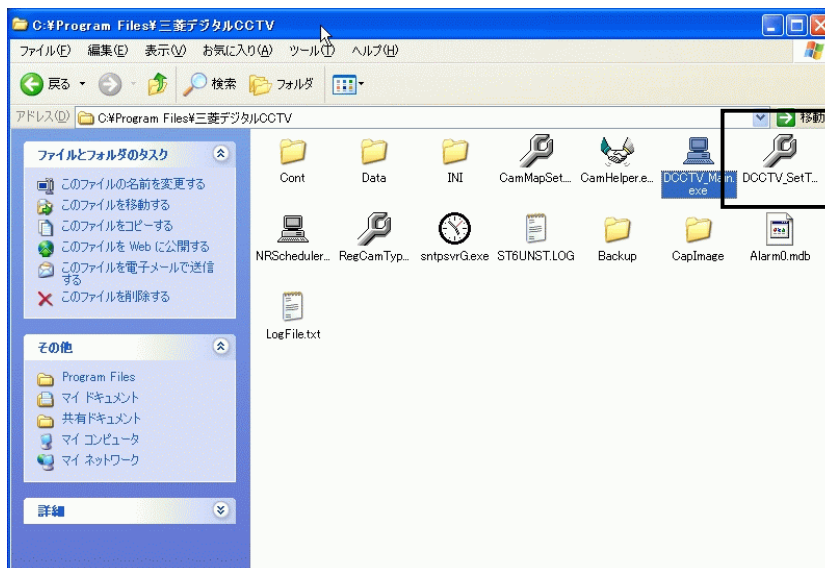 C:¥Program Files¥三菱デジタルCCTV
ファイル(F) 編集(E) 表示(V) お気に入り(A) ツール(T) ヘルプ(H)
戻る 検索 フォルダ
アドレス(D) C:¥Program Files¥三菱デジタルCCTV 移動
ファイルとフォルダのタスク
このファイルの名前を変更する
このファイルを移動する
このファイルをコピーする
このファイルを Web に公開する
このファイルを電子メールで送信
する
このファイルを削除する
その他
Program Files
マイ ドキュメント
共有ドキュメント
マイ コンピュータ
マイ ネットワーク
詳細
Cont Data INI CamMapSet... CamHelper.e... DCCTV_Main.
exe DCCTV_SetT...
NRScheduler... RegCamTyp... sntpsvrG.exe ST6UNST.LOG Backup CapImage Alarm0.mdb
LogFile.txt